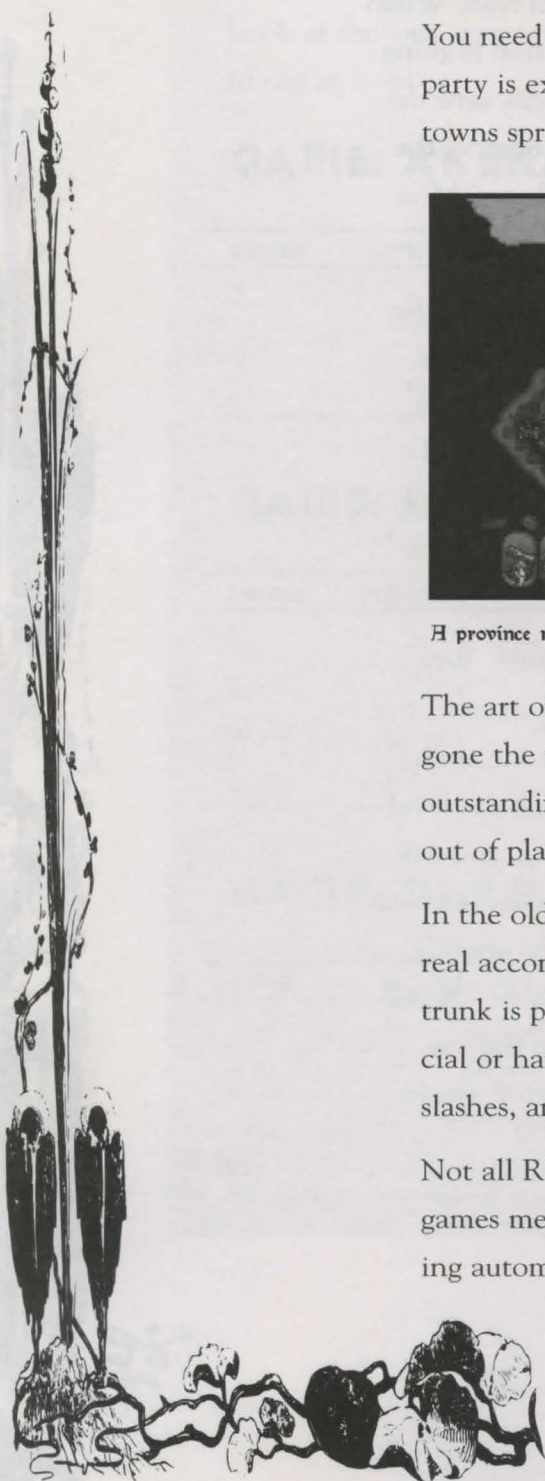 You need
party is ex
towns spr
A province
The art o
gone the
outstandi
out of pla
In the old
real accor
trunk is p
cial or ha
slashes, a
Not all R
games me
ing autom